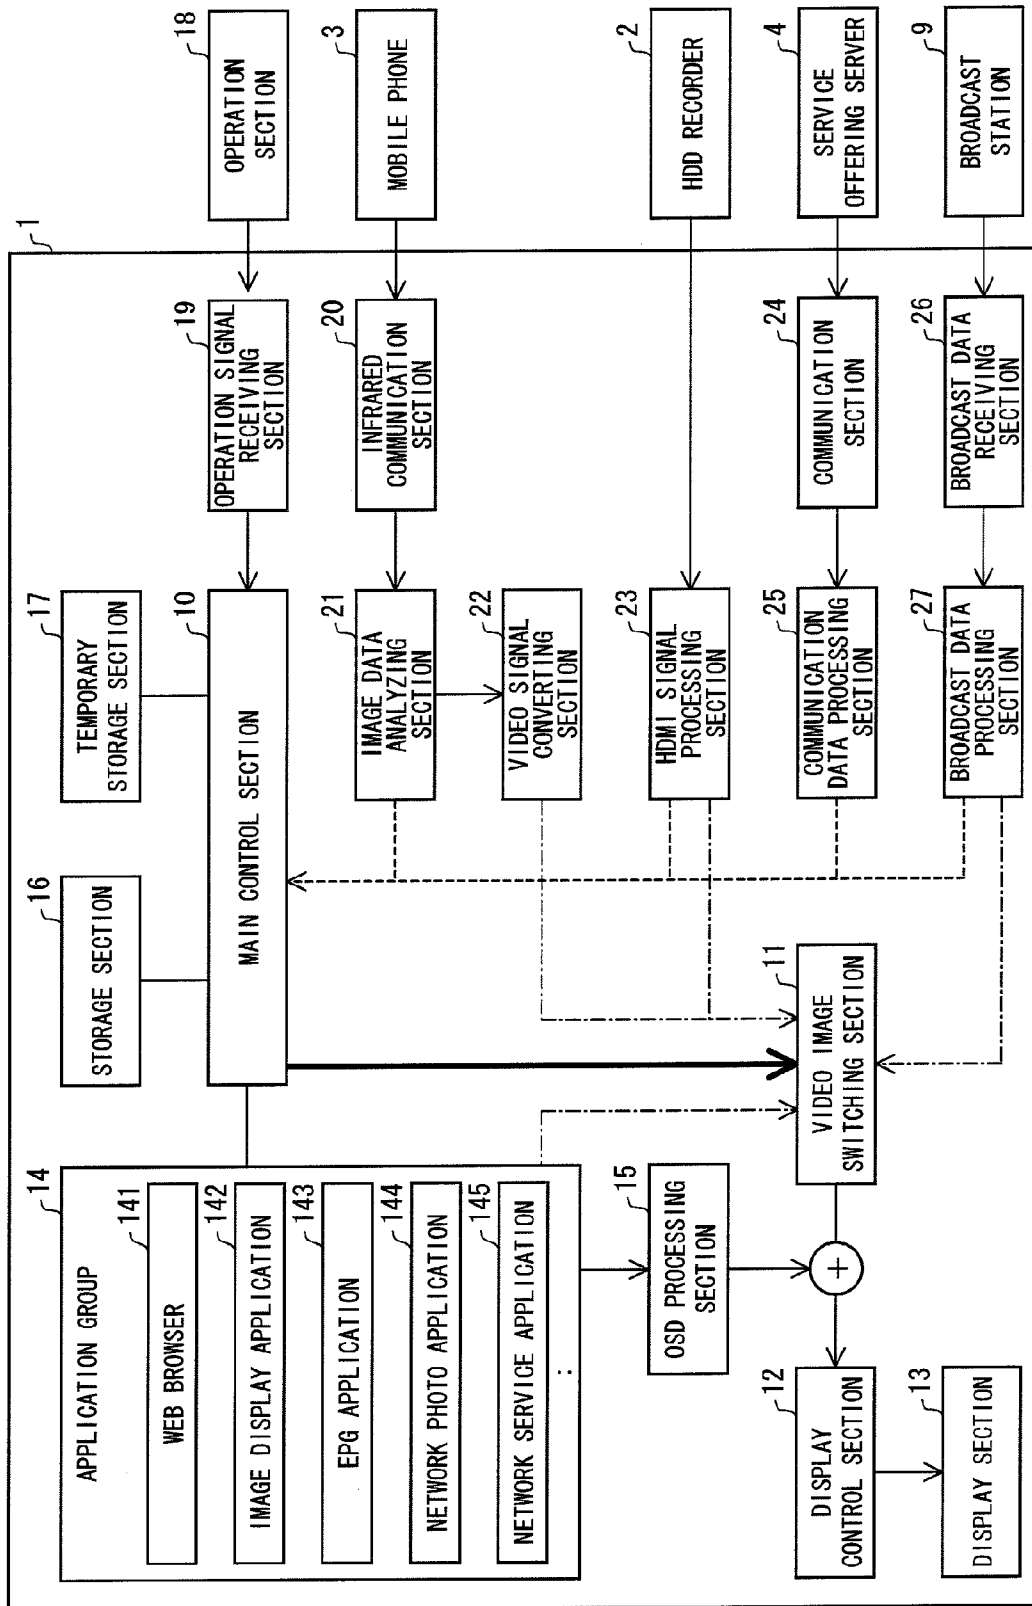 1
14
APPLICATION GROUP
141
WEB BROWSER
142
IMAGE DISPLAY APPLICATION
143
EPG APPLICATION
144
NETWORK PHOTO APPLICATION
145
NETWORK SERVICE APPLICATION
:
16
STORAGE SECTION
17
TEMPORARY
STORAGE SECTION
10
MAIN CONTROL SECTION
19
OPERATION SIGNAL
RECEIVING
SECTION
18
OPERATION
SECTION
21
IMAGE DATA
ANALYZING
SECTION
20
INFRARED
COMMUNICATION
SECTION
3
MOBILE PHONE
22
VIDEO SIGNAL
CONVERTING
SECTION
15
OSD PROCESSING
SECTION
23
HDMI SIGNAL
PROCESSING
SECTION
2
HDD RECORDER
+
12
DISPLAY
CONTROL SECTION
11
VIDEO IMAGE
SWITCHING SECTION
25
COMMUNICATION
DATA PROCESSING
SECTION
24
COMMUNICATION
SECTION
4
SERVICE
OFFERING SERVER
13
DISPLAY SECTION
27
BROADCAST DATA
PROCESSING
SECTION
26
BROADCAST DATA
RECEIVING
SECTION
9
BROADCAST
STATION